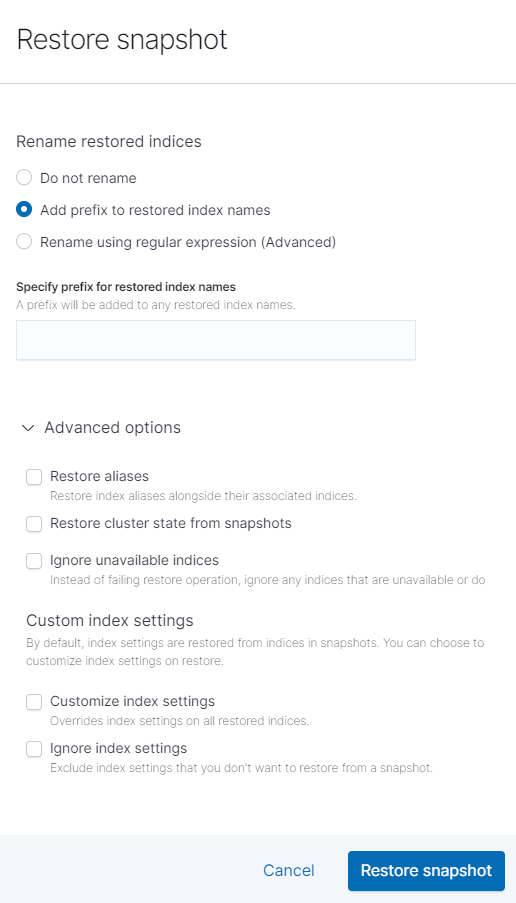 Restore snapshot
Rename restored indices
Do not rename
Add prefix to restored index names
Rename using regular expression (Advanced)
Specify prefix for restored index names
A prefix will be added to any restored index names.
Advanced options
Restore aliases
Restore index aliases alongside their associated indices.
Restore cluster state from snapshots
Ignore unavailable indices
Instead of failing restore operation, ignore any indices that are unavailable or do
Custom index settings
By default, index settings are restored from indices in snapshots. You can choose to
customize index settings on restore.
Customize index settings
Overrides index settings on all restored indices.
Ignore index settings
Exclude index settings that you don't want to restore from a snapshot.
Cancel
Restore snapshot